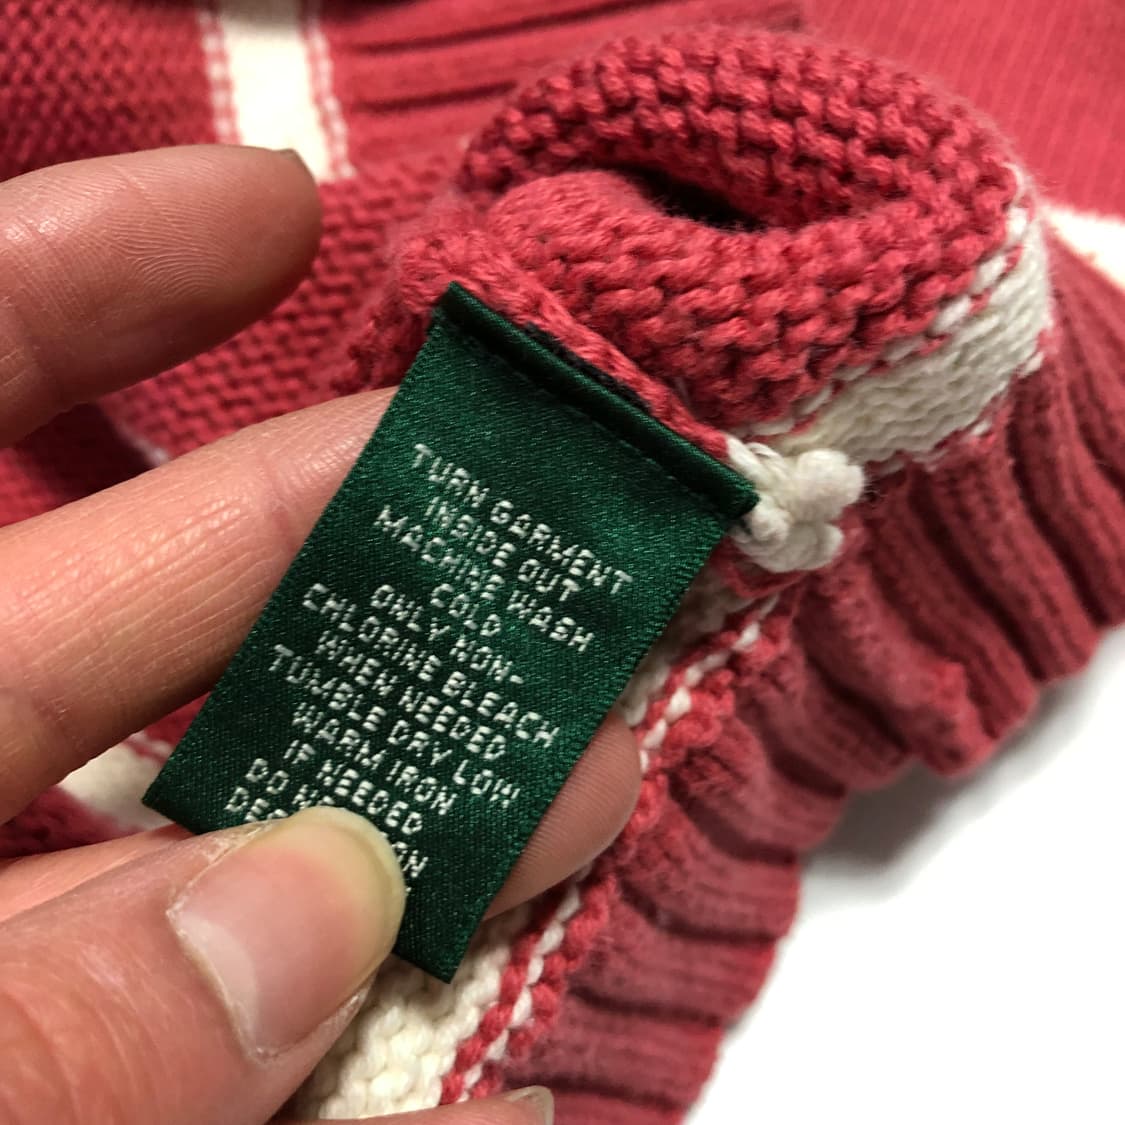 TURN GARMENT
INSIDE OUT
MACHINE WASH
COLD
ONLY NON-
CHLORINE BLEACH
WHEN NEEDED
TUMBLE DRY LOW
WARM IRON
IF NEEDED
DO